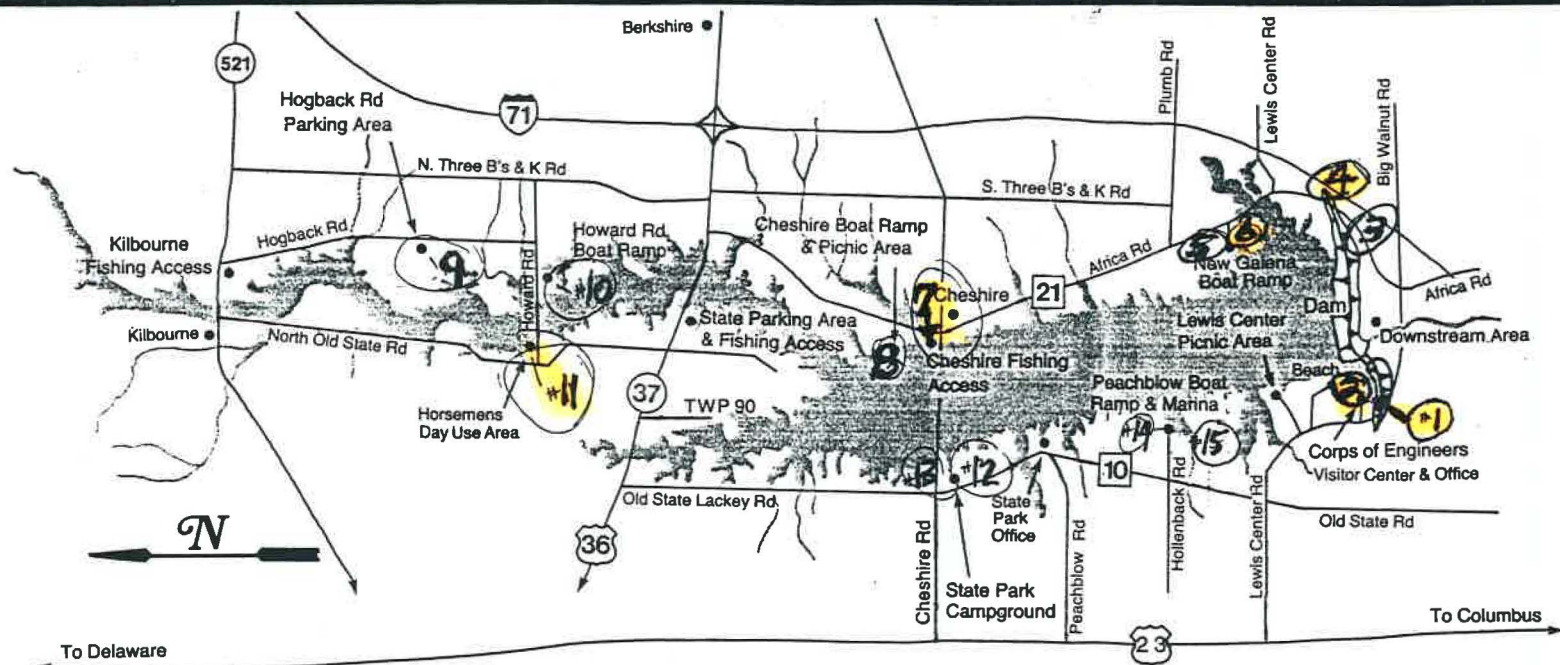 Berkshire
521
Hogback Rd
Parking Area
71
Plumb Rd
Lewis Center Rd
Big Walnut Rd
N. Three B's & K Rd
S. Three B's & K Rd
4
Hogback Rd
Kilbourne
Fishing Access
9
Howard Rd
Howard Rd
Boat Ramp
#10
Cheshire Boat Ramp
& Picnic Area
Africa Rd
5
6
New Galena
Boat Ramp
3
Africa Rd
7
Cheshire
21
Dam
Kilbourne
North Old State Rd
State Parking Area
& Fishing Access
8
Cheshire Fishing
Access
Lewis Center
Picnic Area
Downstream Area
Beach
2
#1
#11
Horsemens
Day Use Area
37
TWP 90
Peachblow Boat
Ramp & Marina
#14
#15
Corps of Engineers
Visitor Center & Office
13
#12
10
Old State Lackey Rd
State
Park
Office
Old State Rd
N
36
Cheshire Rd
State Park
Campground
Peachblow Rd
Hollenback Rd
Lewis Center Rd
To Delaware
23
To Columbus